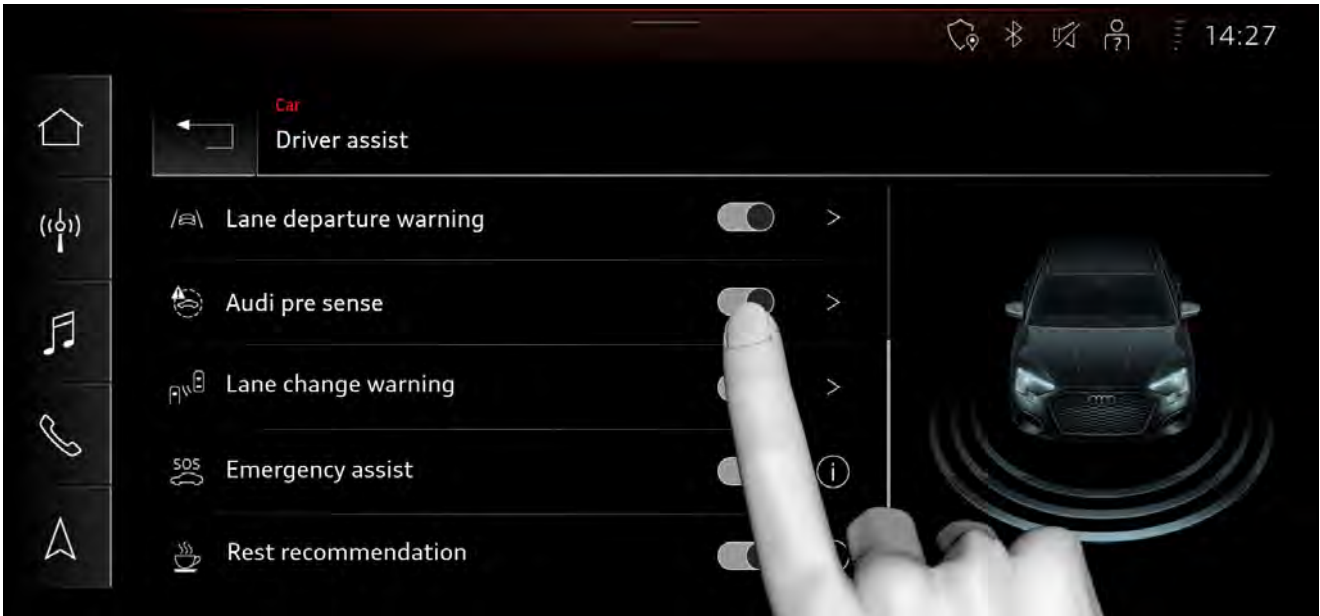 14:27
Car
Driver assist
Lane departure warning
>
Audi pre sense
>
Lane change warning
>
SOS
Emergency assist
i
Rest recommendation